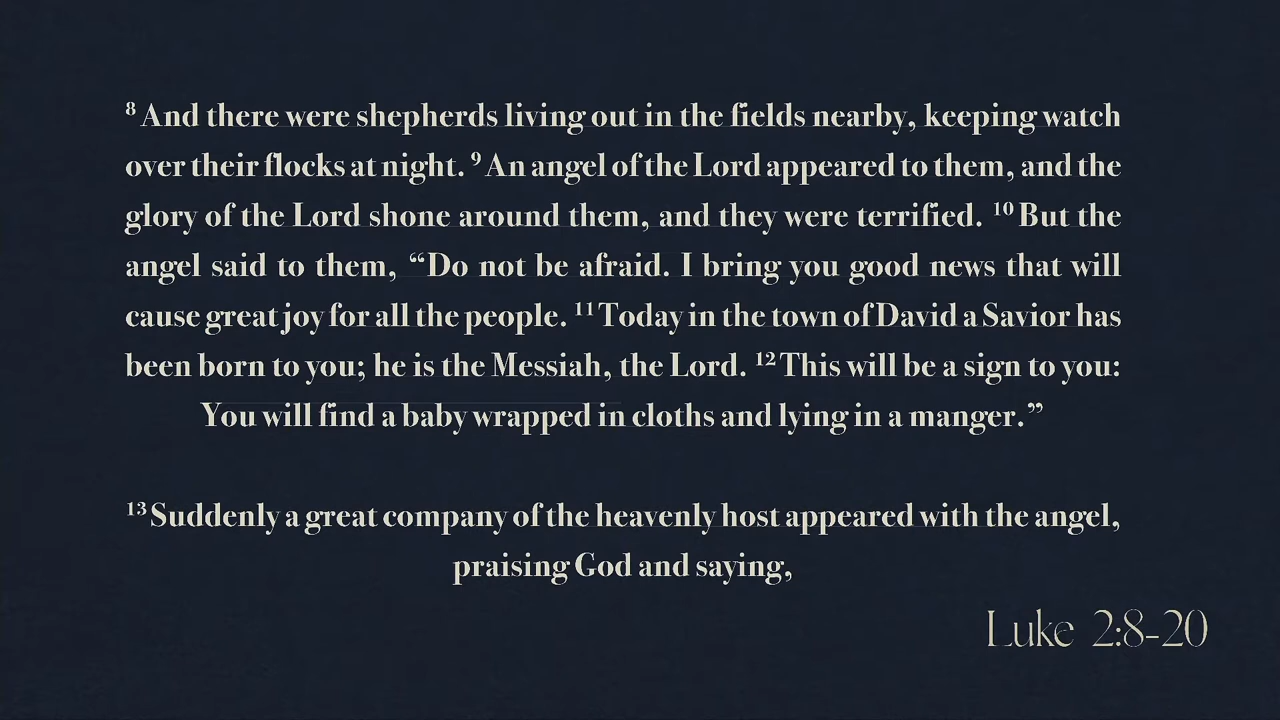 ⁸ And there were shepherds living out in the fields nearby, keeping watch
over their flocks at night. ⁹ An angel of the Lord appeared to them, and the
glory of the Lord shone around them, and they were terrified. ¹⁰ But the
angel said to them, “Do not be afraid. I bring you good news that will
cause great joy for all the people. ¹¹ Today in the town of David a Savior has
been born to you; he is the Messiah, the Lord. ¹² This will be a sign to you:
You will find a baby wrapped in cloths and lying in a manger.”
¹³ Suddenly a great company of the heavenly host appeared with the angel,
praising God and saying,
Luke 2:8-20